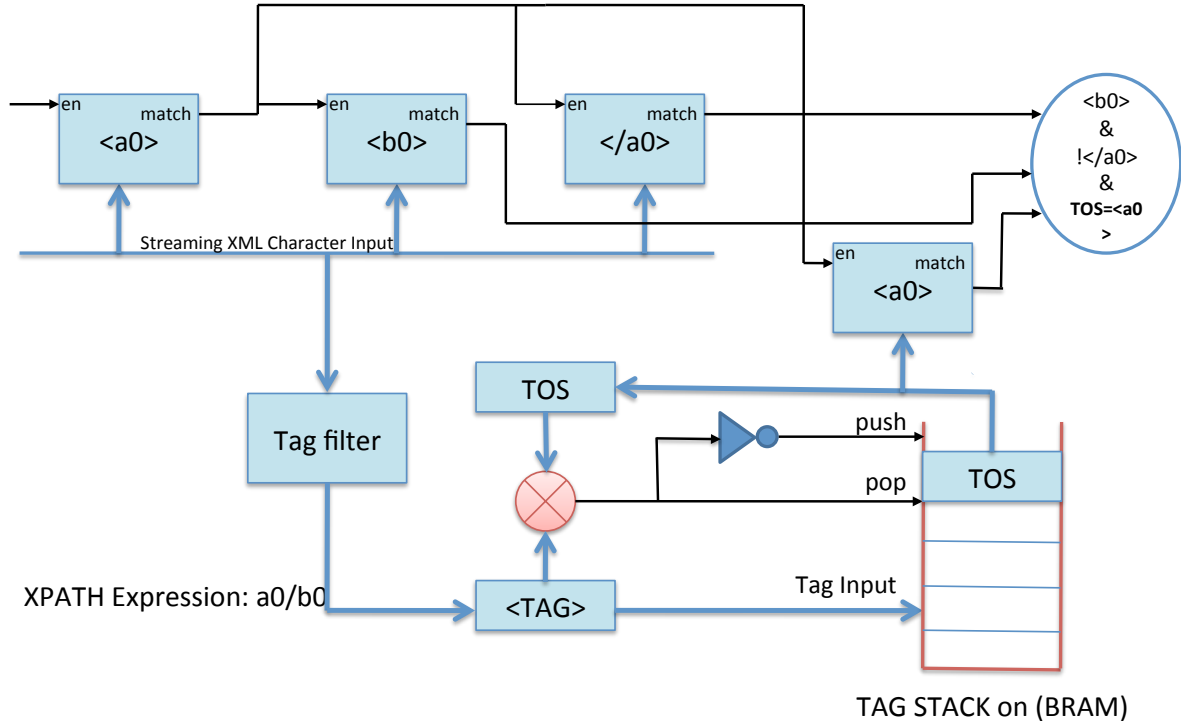 en
match
<a0>
en
match
<b0>
en
match
</a0>
<b0>
&
!</a0>
&
TOS=<a0
>
Streaming XML Character Input
en
match
<a0>
TOS
Tag filter
push
TOS
pop
XPATH Expression: a0/b0
<TAG>
Tag Input
TAG STACK on (BRAM)